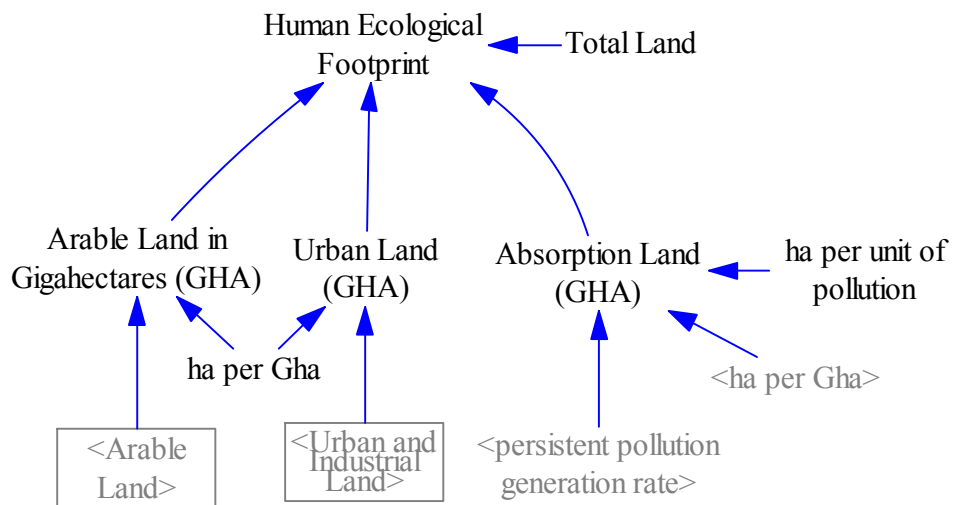 Human Ecological
Footprint
Total Land
Arable Land in
Gigahectares (GHA)
Urban Land
(GHA)
Absorption Land
(GHA)
ha per unit of
pollution
ha per Gha
<ha per Gha>
<Arable
Land>
<Urban and
Industrial
Land>
<persistent pollution
generation rate>